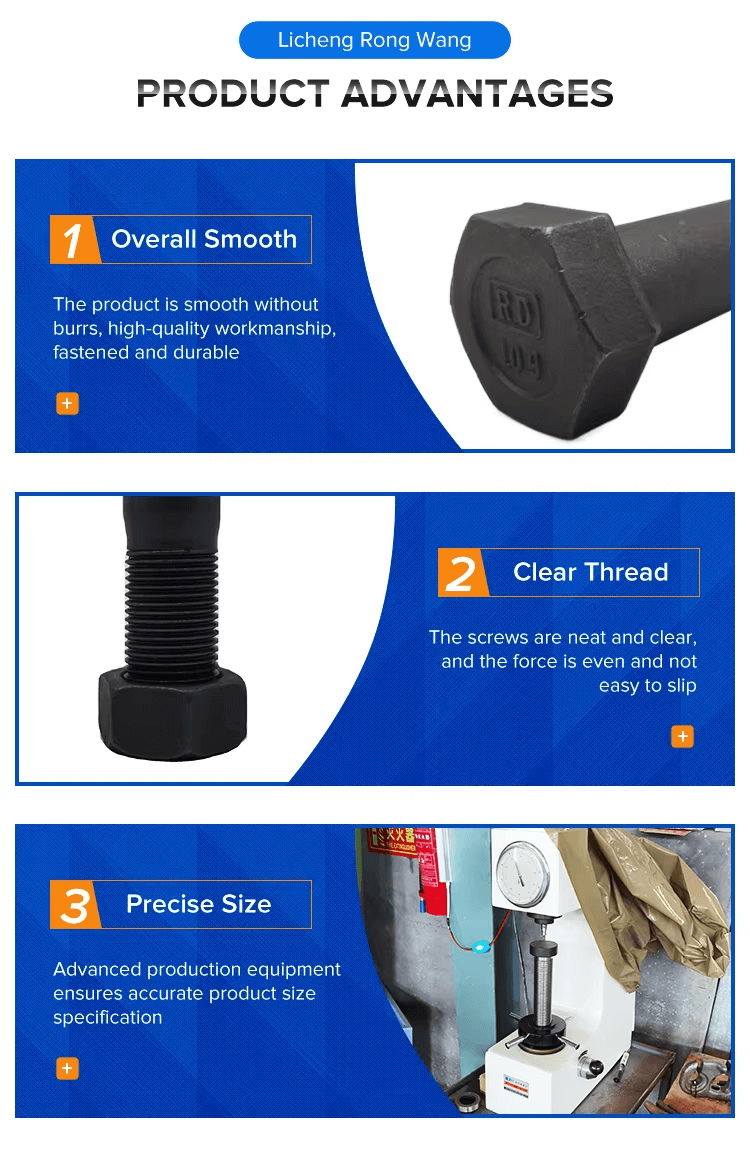 Licheng Rong Wang
PRODUCT ADVANTAGES
1 Overall Smooth
The product is smooth without
burrs, high-quality workmanship,
fastened and durable
+
RD
10.9
2 Clear Thread
The screws are neat and clear,
and the force is even and not
easy to slip
+
3 Precise Size
Advanced production equipment
ensures accurate product size
specification
+